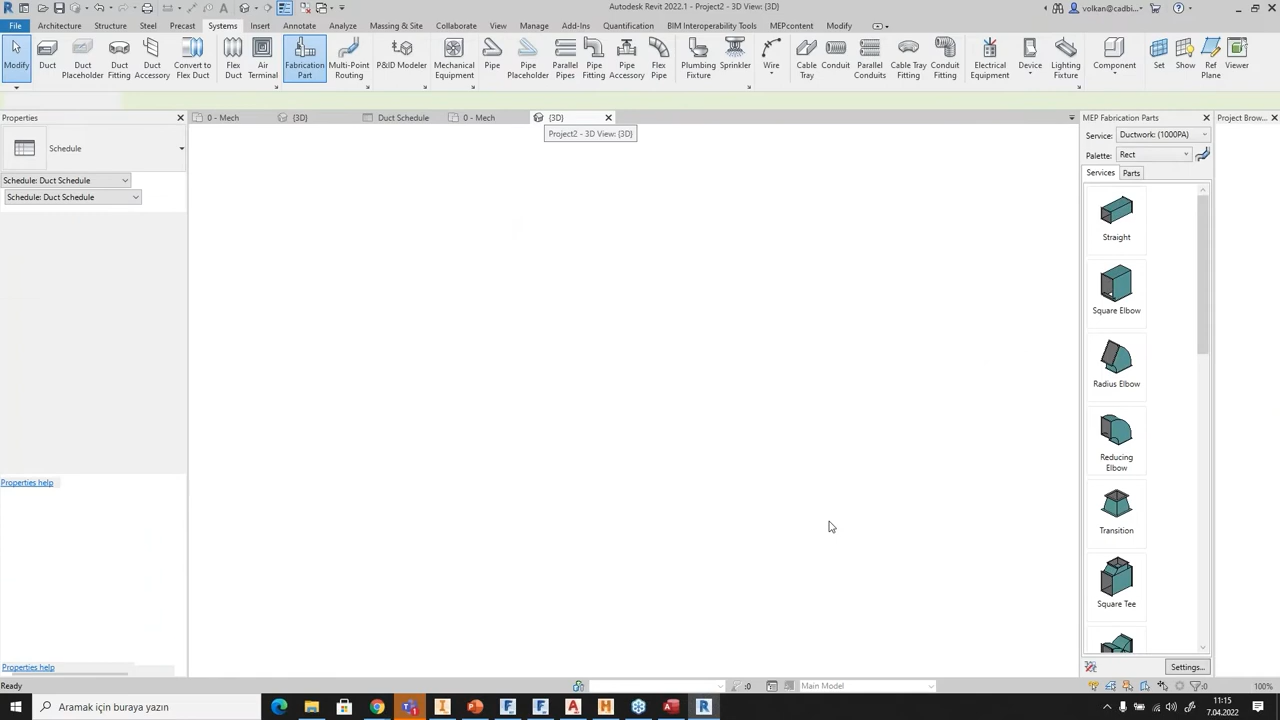 Autodesk Revit 2022.1 - Project2 - 3D View: {3D}
volkan@cadbi...
File Architecture Structure Steel Precast Systems Insert Annotate Analyze Massing & Site Collaborate View Manage Add-Ins Quantification BIM Interoperability Tools MEPcontent Modify
Modify
Duct
Duct
Placeholder
Duct
Fitting
Duct
Accessory
Convert to
Flex Duct
Flex
Duct
Air
Terminal
Fabrication
Part
Multi-Point
Routing
P&ID Modeler
Mechanical
Equipment
Pipe
Pipe
Placeholder
Parallel
Pipes
Pipe
Fitting
Pipe
Accessory
Flex
Pipe
Plumbing
Fixture
Sprinkler
Wire
Cable
Tray
Conduit
Parallel
Conduits
Cable Tray
Fitting
Conduit
Fitting
Electrical
Equipment
Device
Lighting
Fixture
Component
Set
Show
Ref
Plane
Viewer
Properties
0 - Mech
{3D}
Duct Schedule
0 - Mech
{3D}
Project2 - 3D View: {3D}
Schedule
Schedule: Duct Schedule
Schedule: Duct Schedule
Properties help
Properties help
MEP Fabrication Parts
Service: Ductwork: (1000PA)
Palette: Rect
Services Parts
Straight
Square Elbow
Radius Elbow
Reducing
Elbow
Transition
Square Tee
Settings...
Project Brow...
Ready
:0
Main Model
:0
100%
Aramak için buraya yazın
11:15
7.04.2022